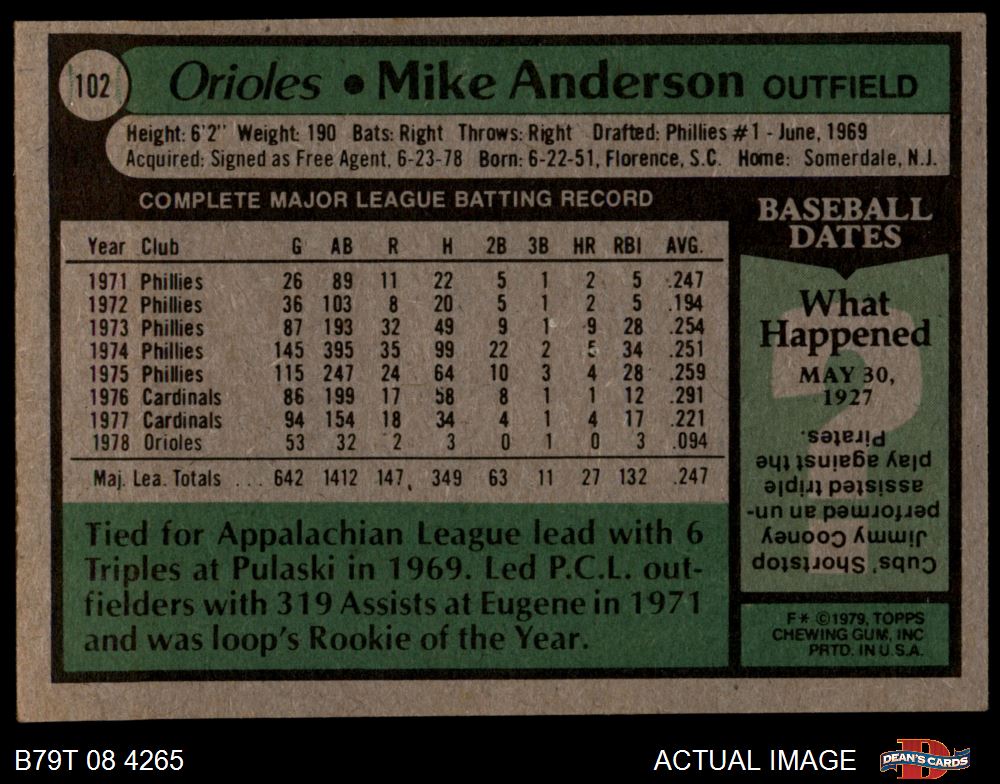 102
Orioles • Mike Anderson OUTFIELD
Height: 6'2" Weight: 190 Bats: Right Throws: Right Drafted: Phillies #1 - June, 1969
Acquired: Signed as Free Agent, 6-23-78 Born: 6-22-51, Florence, S.C. Home: Somerdale, N.J.
COMPLETE MAJOR LEAGUE BATTING RECORD
Year Club G AB R H 2B 3B HR RBI AVG.
1971 Phillies 26 89 11 22 5 1 2 5 .247
1972 Phillies 36 103 8 20 5 1 2 5 .194
1973 Phillies 87 193 32 49 9 1 9 28 .254
1974 Phillies 145 395 35 99 22 2 5 34 .251
1975 Phillies 115 247 24 64 10 3 4 28 .259
1976 Cardinals 86 199 17 58 8 1 1 12 .291
1977 Cardinals 94 154 18 34 4 1 4 17 .221
1978 Orioles 53 32 2 3 0 1 0 3 .094
Maj. Lea. Totals ... 642 1412 147 349 63 11 27 132 .247
Tied for Appalachian League lead with 6
Triples at Pulaski in 1969. Led P.C.L. out-
fielders with 319 Assists at Eugene in 1971
and was loop's Rookie of the Year.
BASEBALL
DATES
What
Happened
MAY 30,
1927
Cubs' Shortstop
Jimmy Cooney
performed an un-
assisted triple
play against the
Pirates.
F* ©1979, TOPPS
CHEWING GUM, INC
PRTD. IN U.S.A.
B79T 08 4265
ACTUAL IMAGE
DEAN'S CARDS